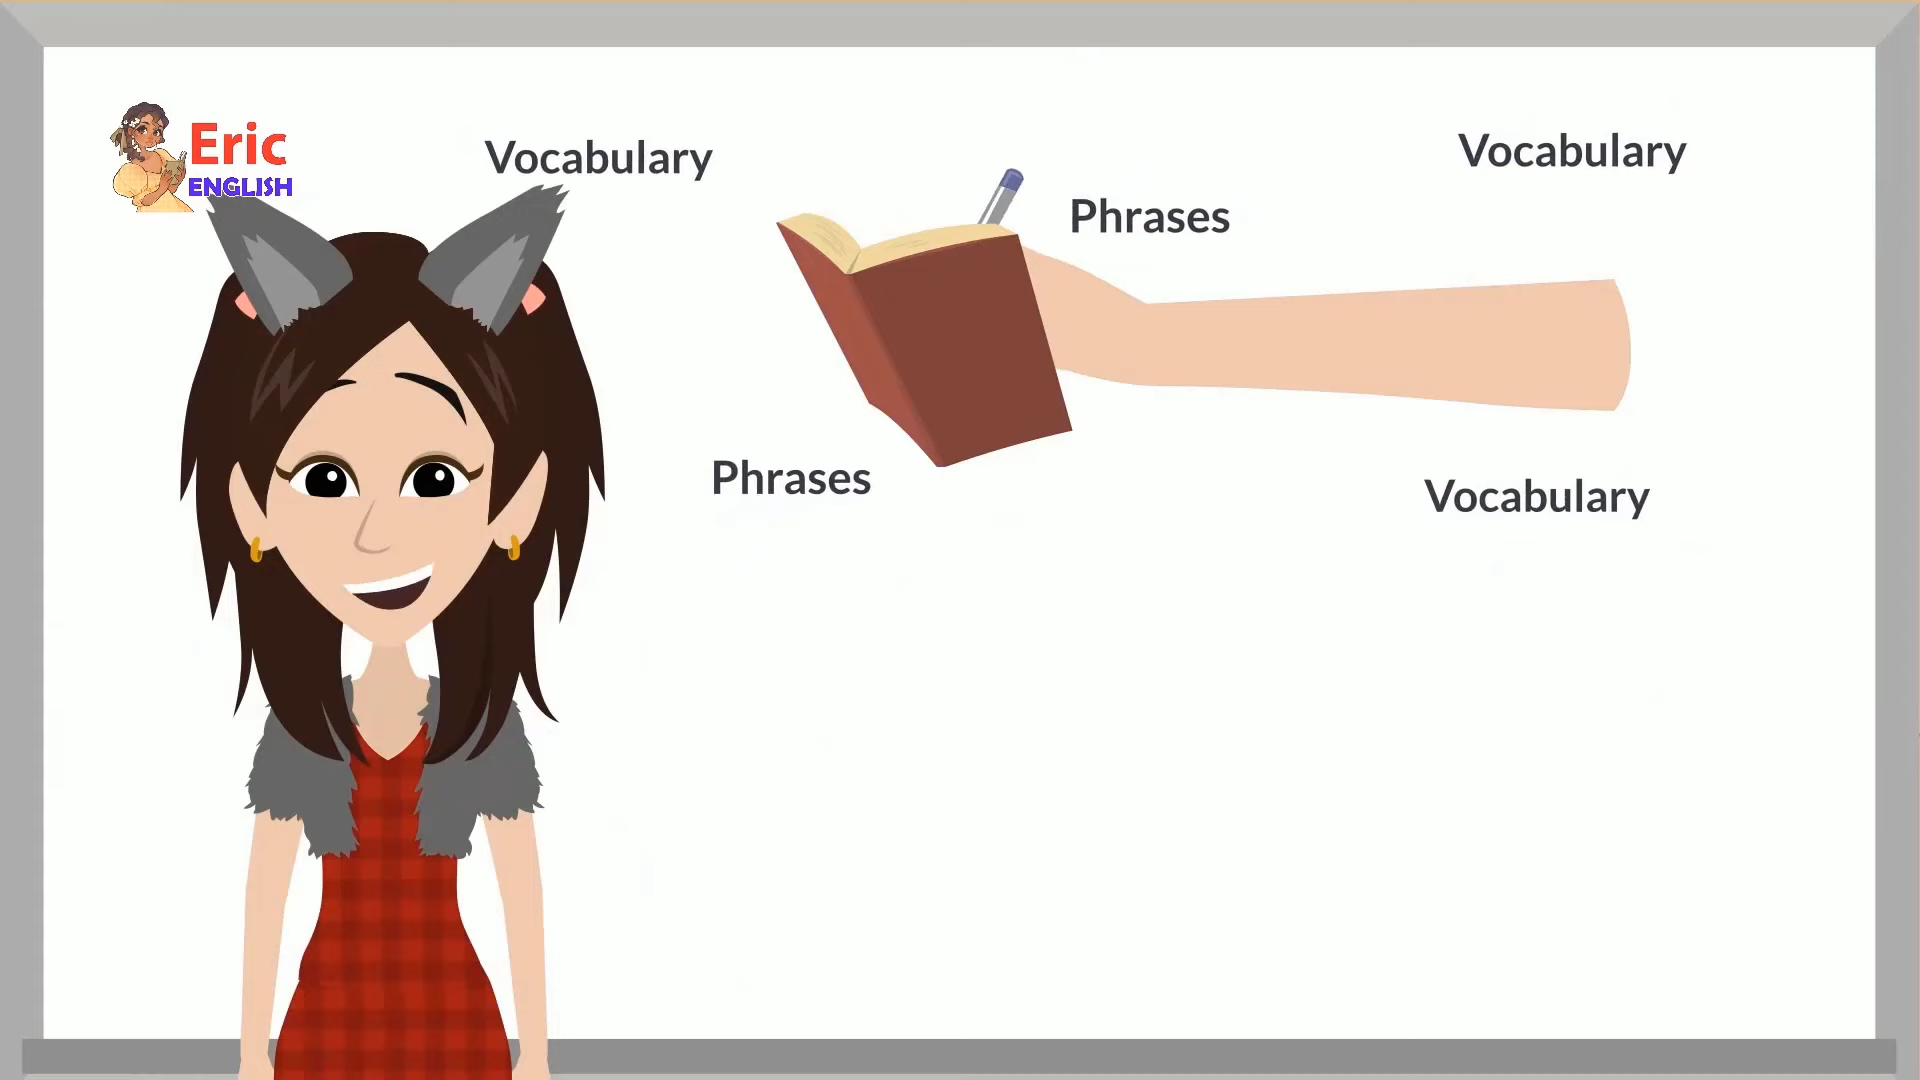 Eric
ENGLISH
Vocabulary
Vocabulary
Phrases
Phrases
Vocabulary